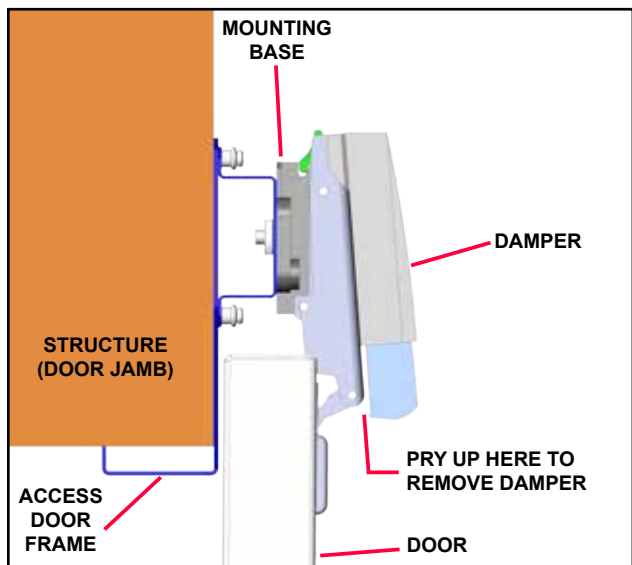 MOUNTING
BASE
DAMPER
STRUCTURE
(DOOR JAMB)
PRY UP HERE TO
REMOVE DAMPER
ACCESS
DOOR
FRAME
DOOR